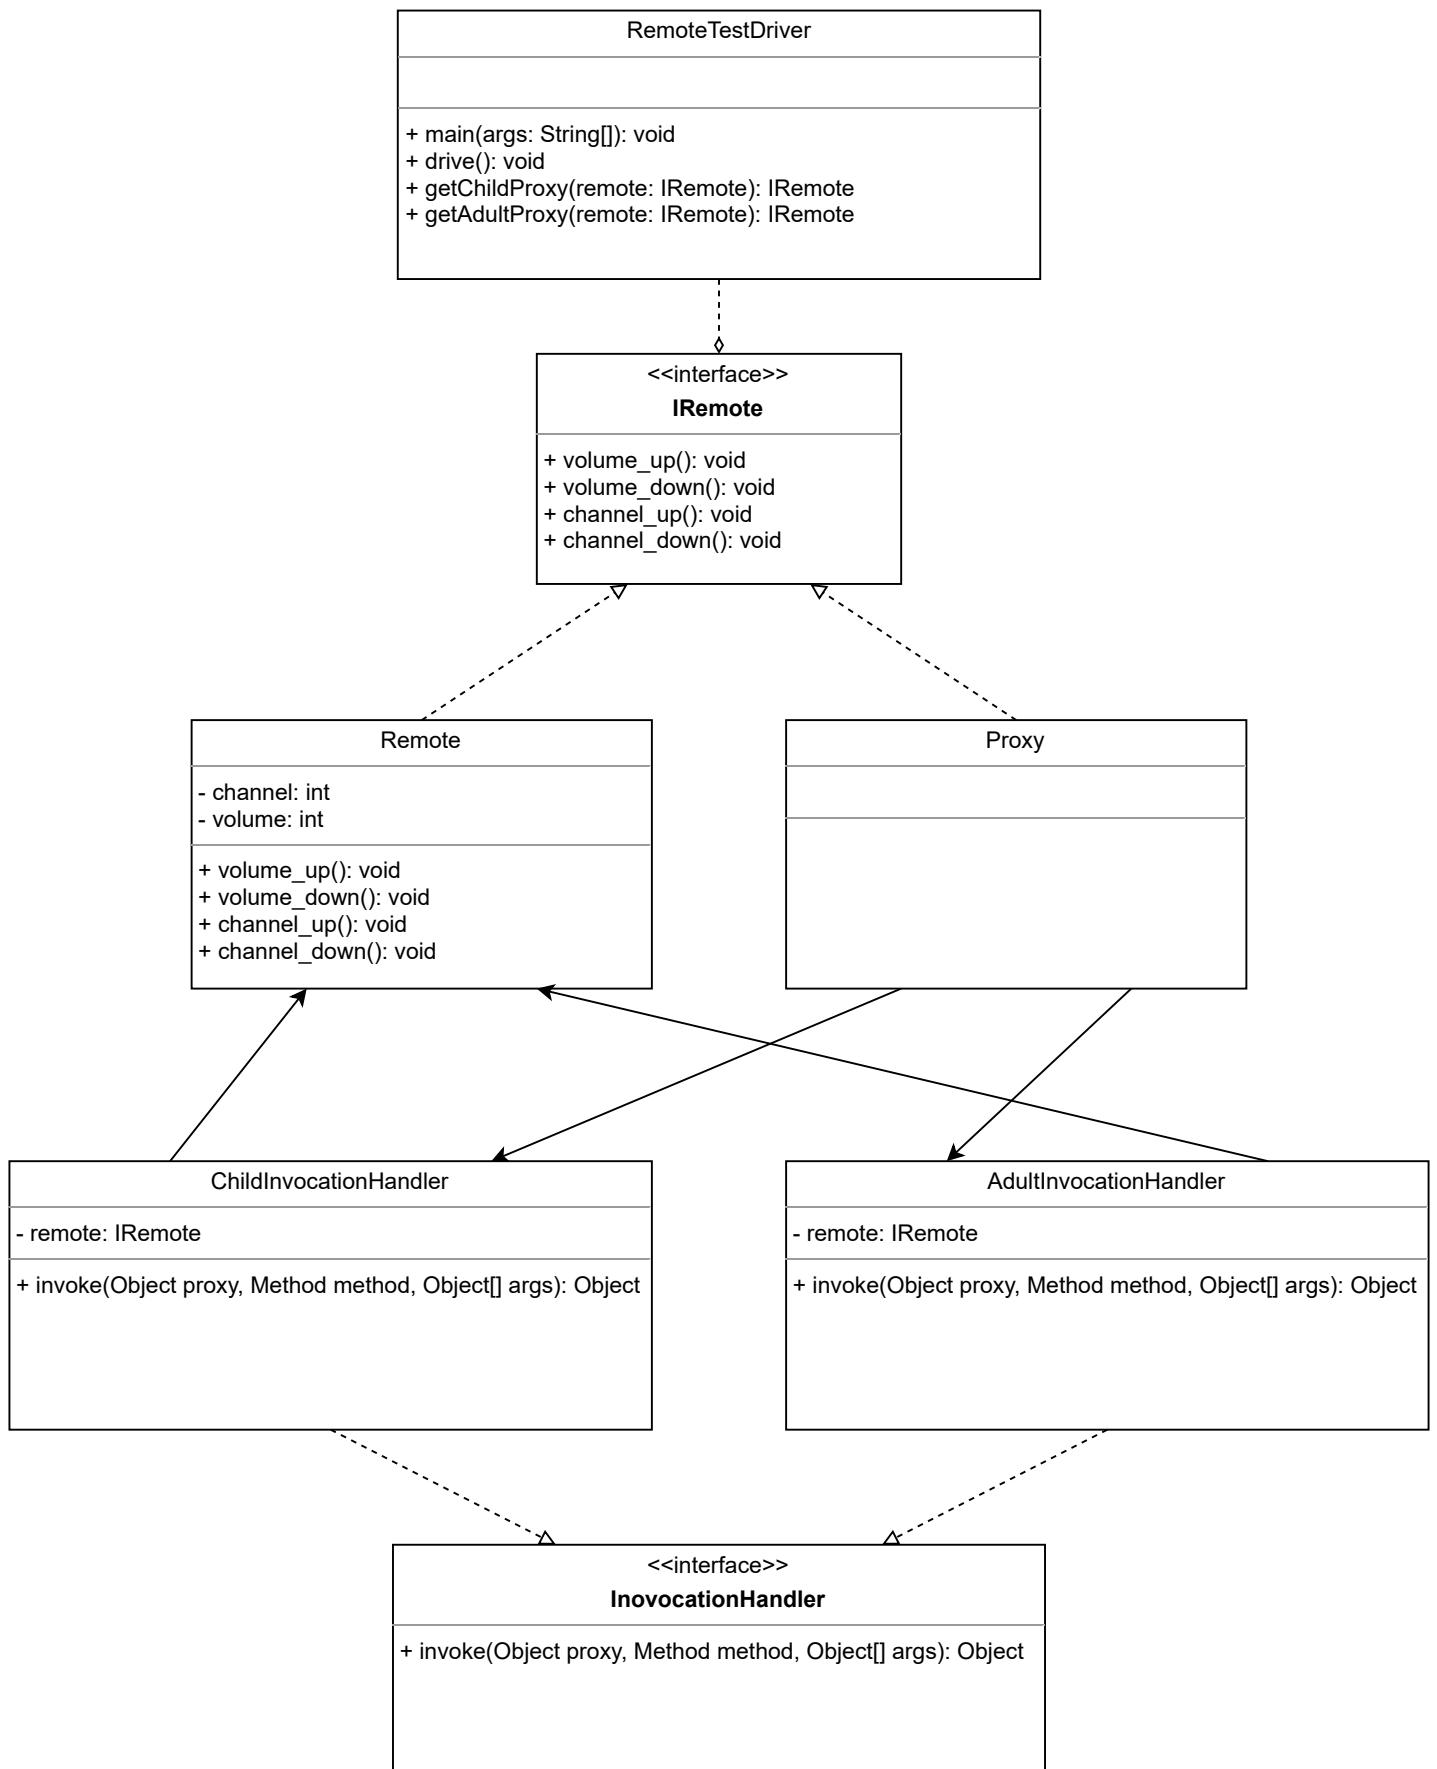 RemoteTestDriver
+ main(args: String[]): void
+ drive(): void
+ getChildProxy(remote: IRemote): IRemote
+ getAdultProxy(remote: IRemote): IRemote
<<interface>>
IRemote
+ volume_up(): void
+ volume_down(): void
+ channel_up(): void
+ channel_down(): void
Remote
- channel: int
- volume: int
+ volume_up(): void
+ volume_down(): void
+ channel_up(): void
+ channel_down(): void
Proxy
ChildInvocationHandler
- remote: IRemote
+ invoke(Object proxy, Method method, Object[] args): Object
AdultInvocationHandler
- remote: IRemote
+ invoke(Object proxy, Method method, Object[] args): Object
<<interface>>
InovocationHandler
+ invoke(Object proxy, Method method, Object[] args): Object